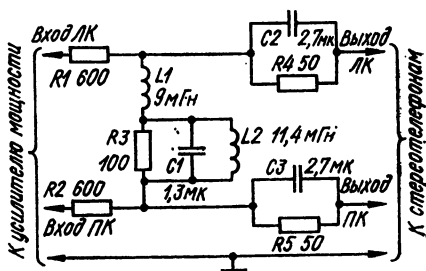 Вход ЛК
R1 600
L1
9мГн
C2
2,7мк
R4 50
Выход
ЛК
R3
100
C1
1,3мк
L2 11,4мГн
R2 600
Вход ПК
C3
2,7мк
R5 50
Выход
ПК
К усилителю мощности
К стереотелефонам